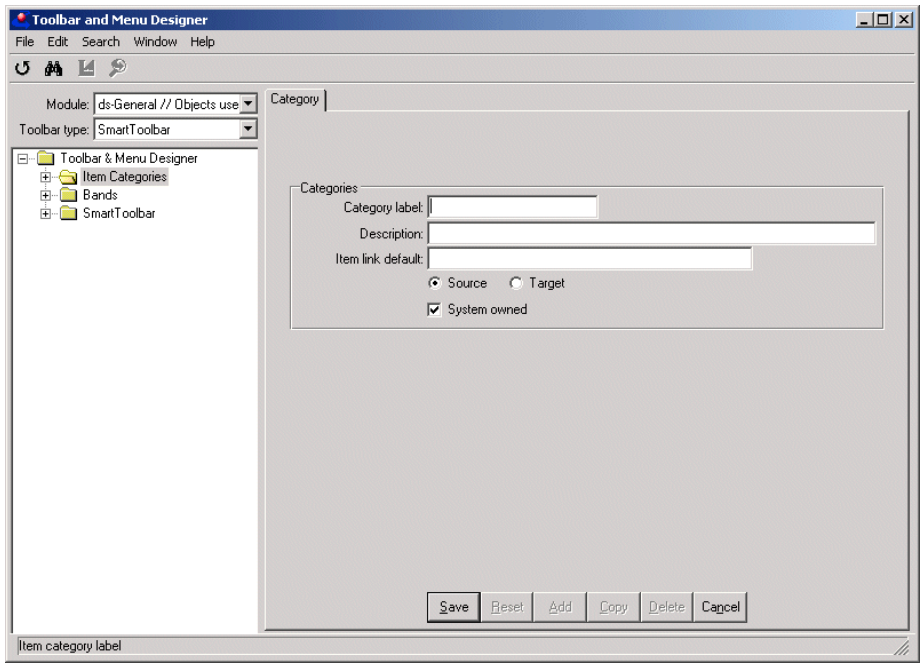 Toolbar and Menu Designer
File Edit Search Window Help
Module: ds-General // Objects use
Toolbar type: SmartToolbar
Toolbar & Menu Designer
Item Categories
Bands
SmartToolbar
Category
Categories
Category label:
Description:
Item link default:
Source Target
System owned
Save Reset Add Copy Delete Cancel
Item category label